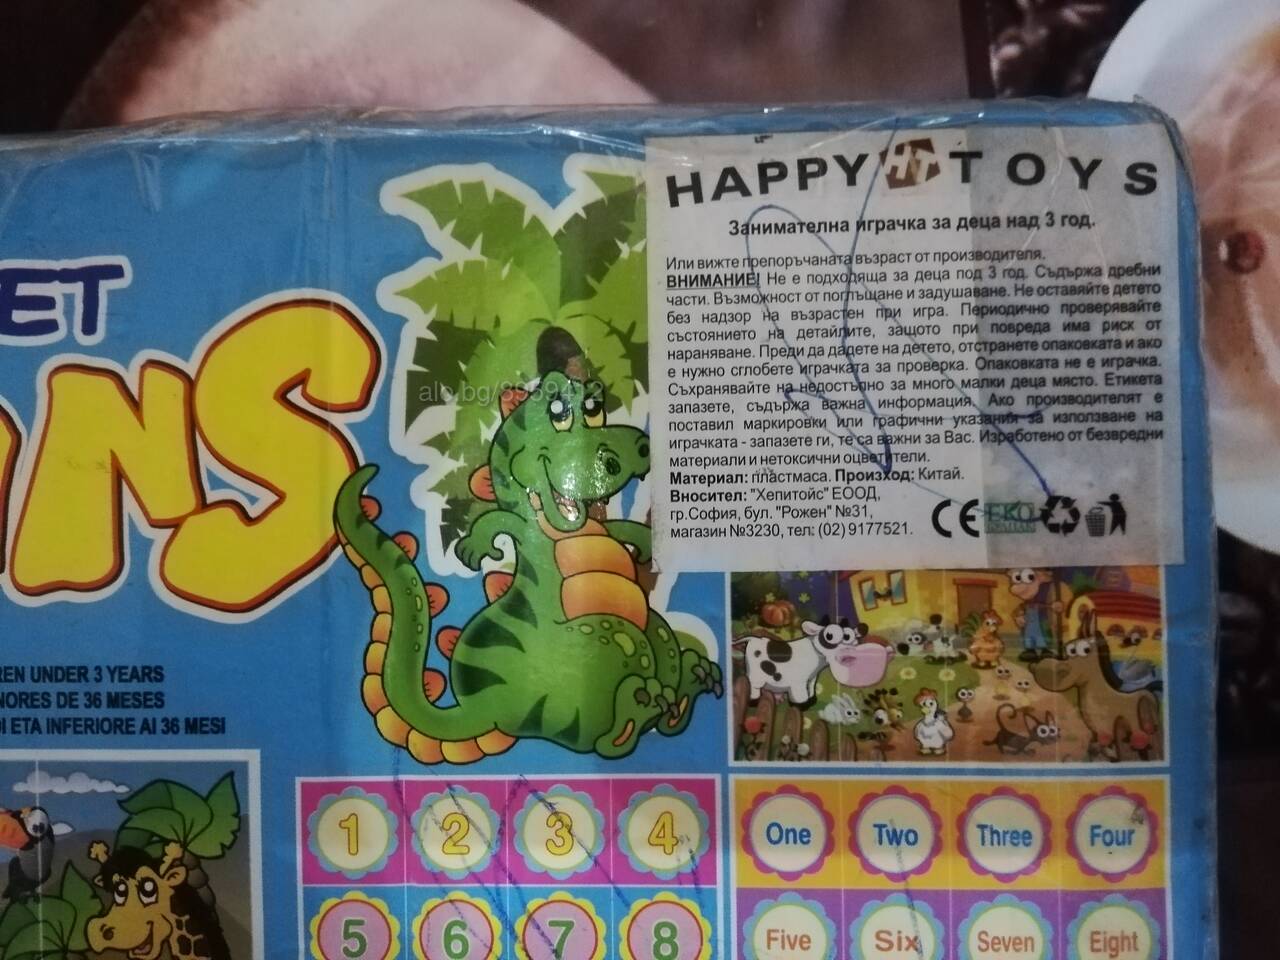 HAPPY HT TOYS
Занимателна играчка за деца над 3 год.
Или вижте препоръчаната възраст от производителя.
ВНИМАНИЕ! Не е подходяща за деца под 3 год. Съдържа дребни
части. Възможност от поглъщане и задушаване. Не оставяйте детето
без надзор на възрастен при игра. Периодично проверявайте
състоянието на детайлите, защото при повреда има риск от
нараняване. Преди да дадете на детето, отстранете опаковката и ако
е нужно сглобете играчката за проверка. Опаковката не е играчка.
Съхранявайте на недостъпно за много малки деца място. Етикета
запазете, съдържа важна информация. Ако производителят е
поставил маркировки или графични указания за използване на
играчката - запазете ги, те са важни за Вас. Изработено от безвредни
материали и нетоксични оцветители.
Материал: пластмаса. Произход: Китай.
Вносител: "Хепитойс" ЕООД,
гр.София, бул. "Рожен" №31,
магазин №3230, тел: (02) 9177521.
CE
EKO
ET
NS
alo.bg/8989412
REN UNDER 3 YEARS
NORES DE 36 MESES
DI ETA INFERIORE AI 36 MESI
H
1 2 3 4
5 6 7 8
One Two Three Four
Five Six Seven Eight